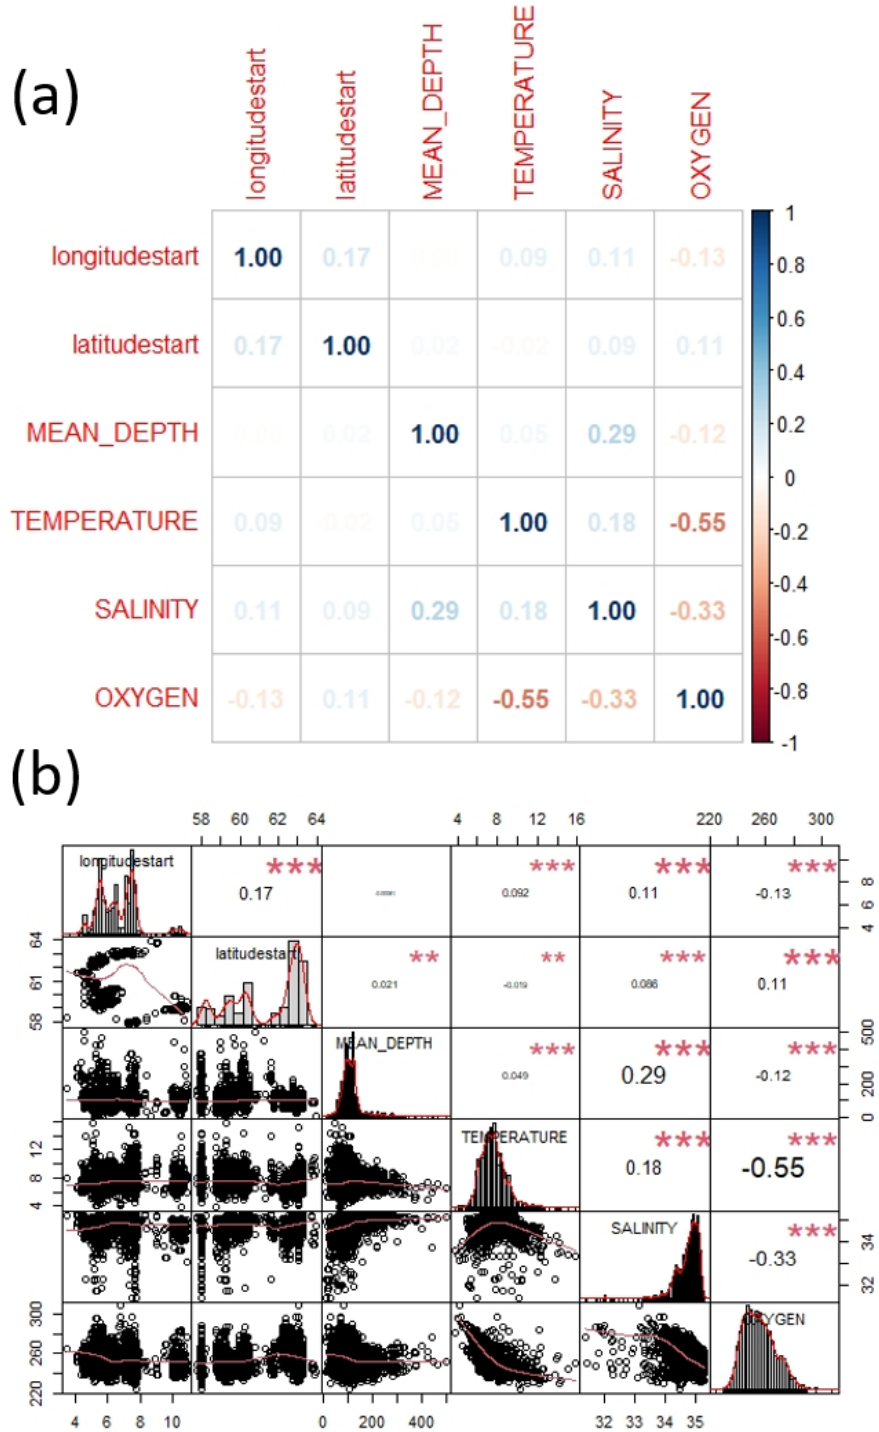 (a)
longitudestart latitudestart MEAN_DEPTH TEMPERATURE SALINITY OXYGEN
longitudestart 1.00 0.17 0.09 0.11 -0.13
latitudestart 0.17 1.00 0.02 -0.02 0.09 0.11
MEAN_DEPTH 0.02 1.00 0.05 0.29 -0.12
TEMPERATURE 0.09 -0.02 0.05 1.00 0.18 -0.55
SALINITY 0.11 0.09 0.29 0.18 1.00 -0.33
OXYGEN -0.13 0.11 -0.12 -0.55 -0.33 1.00
1
0.8
0.6
0.4
0.2
0
-0.2
-0.4
-0.6
-0.8
-1
(b)
58 60 62 64 4 8 12 16 220 260 300
longitudestart *** *** *** ***
0.17 0.092 0.11 -0.13
4 6 8
latitudesta ** ** *** ***
0.021 -0.019 0.086 0.11
58 61 64
MEAN_DEPTH *** *** ***
0.049 0.29 -0.12
0 200 500
TEMPERATURE *** ***
0.18 -0.55
4 8 12
SALINITY ***
-0.33
32 34
YGEN
220 260 300
4 6 8 10 0 200 400 32 33 34 35